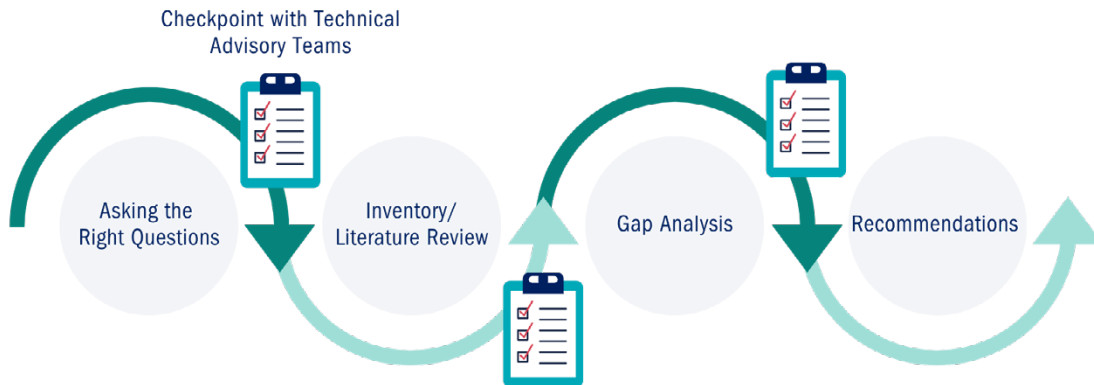 Checkpoint with Technical
Advisory Teams
Asking the
Right Questions
Inventory/
Literature Review
Gap Analysis
Recommendations